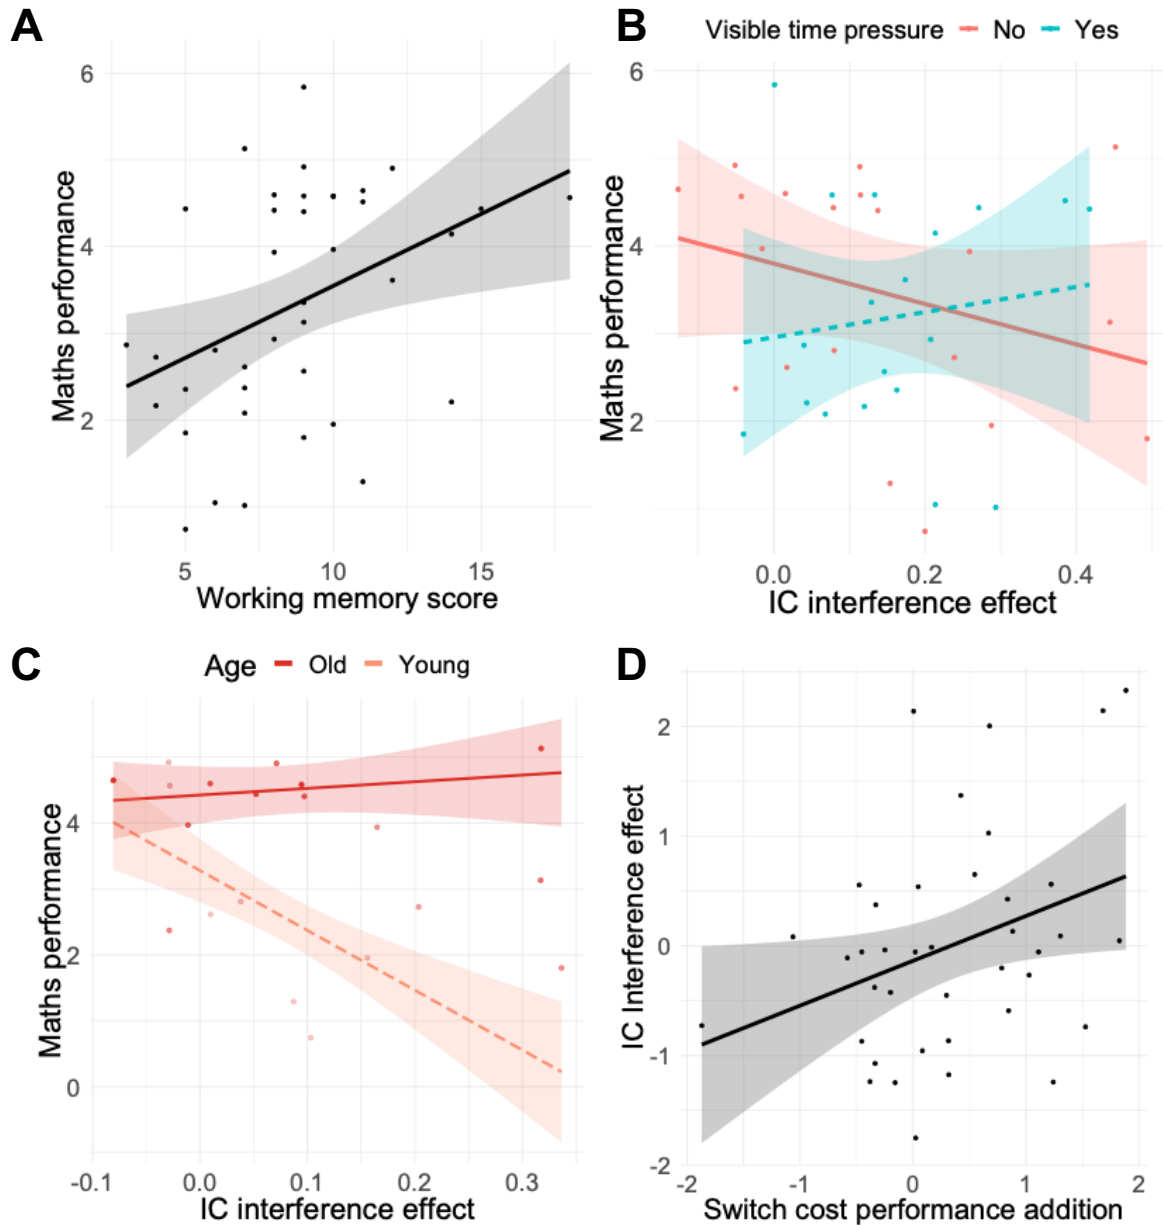 A
6
4
2
Maths performance
5 10 15
Working memory score
B
Visible time pressure No Yes
6
4
2
Maths performance
0.0 0.2 0.4
IC interference effect
C
Age Old Young
4
2
0
Maths performance
-0.1 0.0 0.1 0.2 0.3
IC interference effect
D
2
1
0
-1
-2
IC Interference effect
-2 -1 0 1 2
Switch cost performance addition